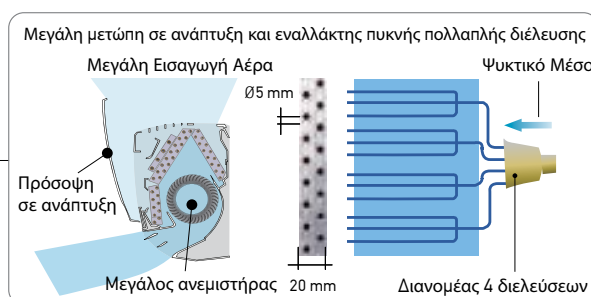 Μεγάλη μετώπη σε ανάπτυξη και εναλλάκτης πυκνής πολλαπλής διέλευσης
Μεγάλη Εισαγωγή Αέρα
Ψυκτικό Μέσο
Ø5 mm
Πρόσοψη
σε ανάπτυξη
Μεγάλος ανεμιστήρας
20 mm
Διανομέας 4 διελεύσεων